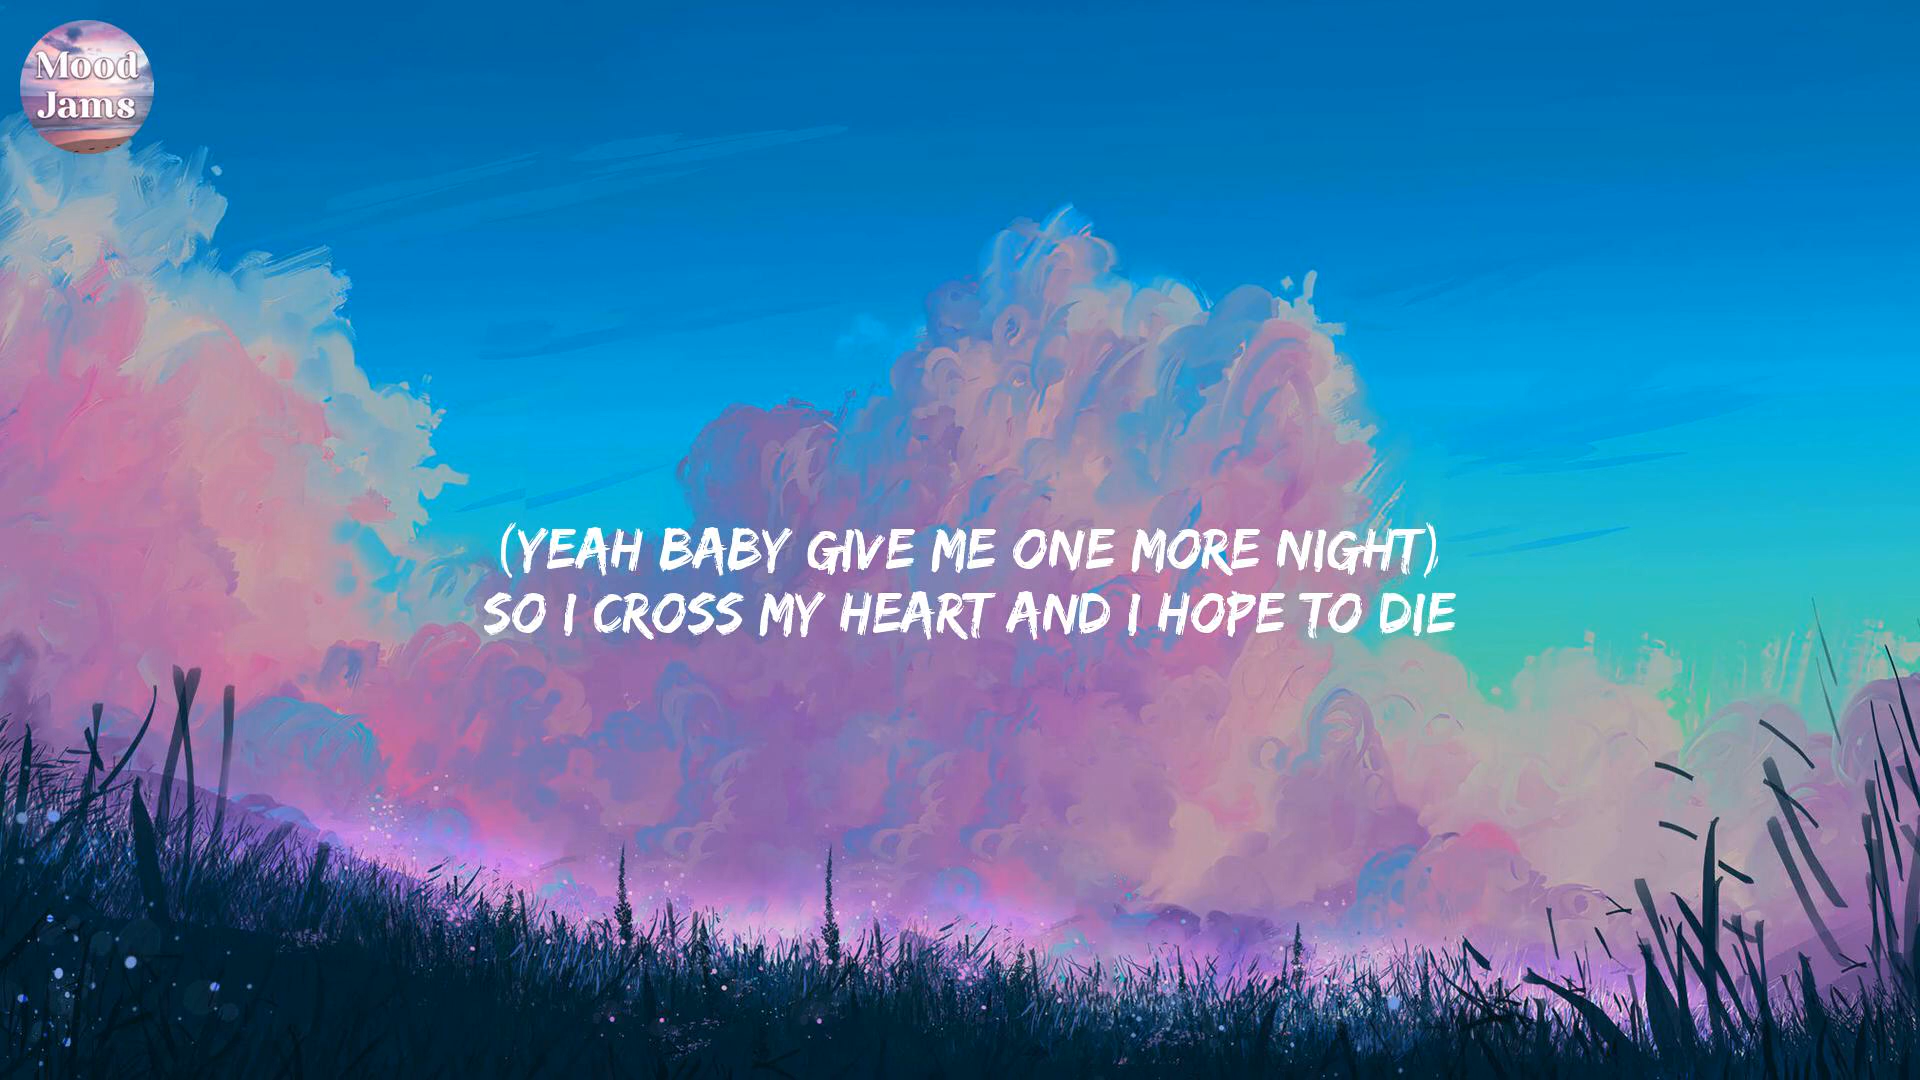 Mood
Jams
(YEAH BABY GIVE ME ONE MORE NIGHT)
SO I CROSS MY HEART AND I HOPE TO DIE